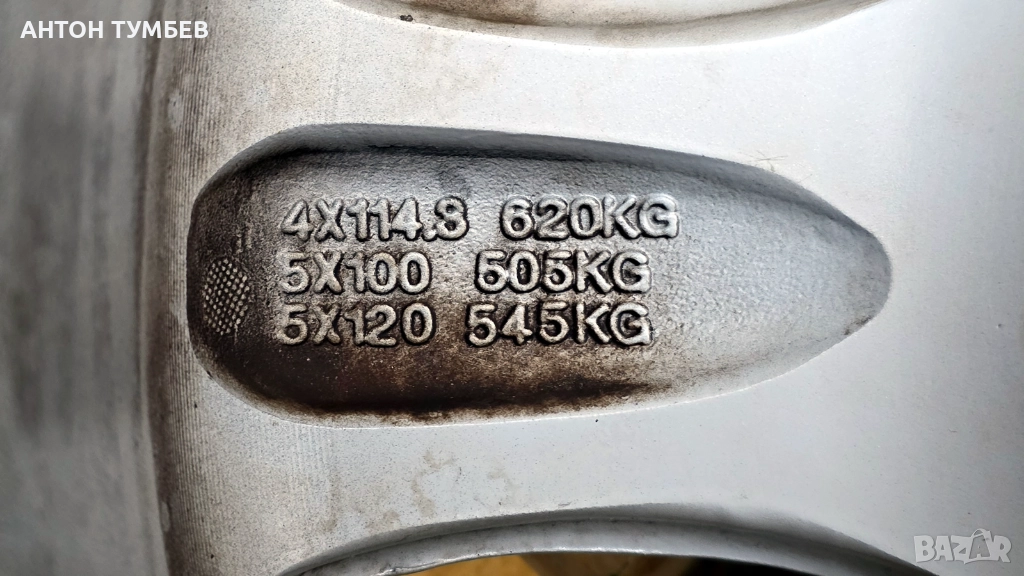 АНТОН ТУМБЕВ
4X114.3 620KG
5X100 505KG
5X120 545KG
BAZAR